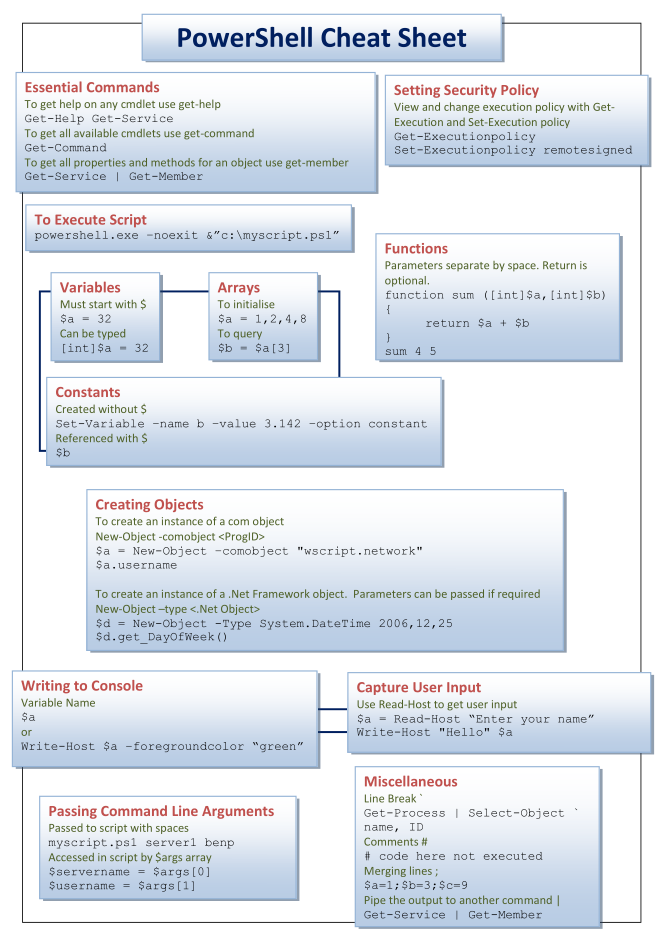 PowerShell Cheat Sheet
Essential Commands
To get help on any cmdlet use get-help
Get-Help Get-Service
To get all available cmdlets use get-command
Get-Command
To get all properties and methods for an object use get-member
Get-Service | Get-Member
Setting Security Policy
View and change execution policy with Get-
Execution and Set-Execution policy
Get-Executionpolicy
Set-Executionpolicy remotesigned
To Execute Script
powershell.exe –noexit &”c:\myscript.ps1”
Functions
Parameters separate by space. Return is
optional.
function sum ([int]$a,[int]$b)
{
return $a + $b
}
sum 4 5
Variables
Must start with $
$a = 32
Can be typed
[int]$a = 32
Arrays
To initialise
$a = 1,2,4,8
To query
$b = $a[3]
Constants
Created without $
Set-Variable –name b –value 3.142 –option constant
Referenced with $
$b
Creating Objects
To create an instance of a com object
New-Object -comobject <ProgID>
$a = New-Object –comobject "wscript.network"
$a.username
To create an instance of a .Net Framework object.  Parameters can be passed if required
New-Object –type <.Net Object>
$d = New-Object -Type System.DateTime 2006,12,25
$d.get_DayOfWeek()
Writing to Console
Variable Name
$a
or
Write-Host $a –foregroundcolor “green”
Capture User Input
Use Read-Host to get user input
$a = Read-Host “Enter your name”
Write-Host "Hello" $a
Passing Command Line Arguments
Passed to script with spaces
myscript.ps1 server1 benp
Accessed in script by $args array
$servername = $args[0]
$username = $args[1]
Miscellaneous
Line Break `
Get-Process | Select-Object `
name, ID
Comments #
# code here not executed
Merging lines ;
$a=1;$b=3;$c=9
Pipe the output to another command |
Get-Service | Get-Member